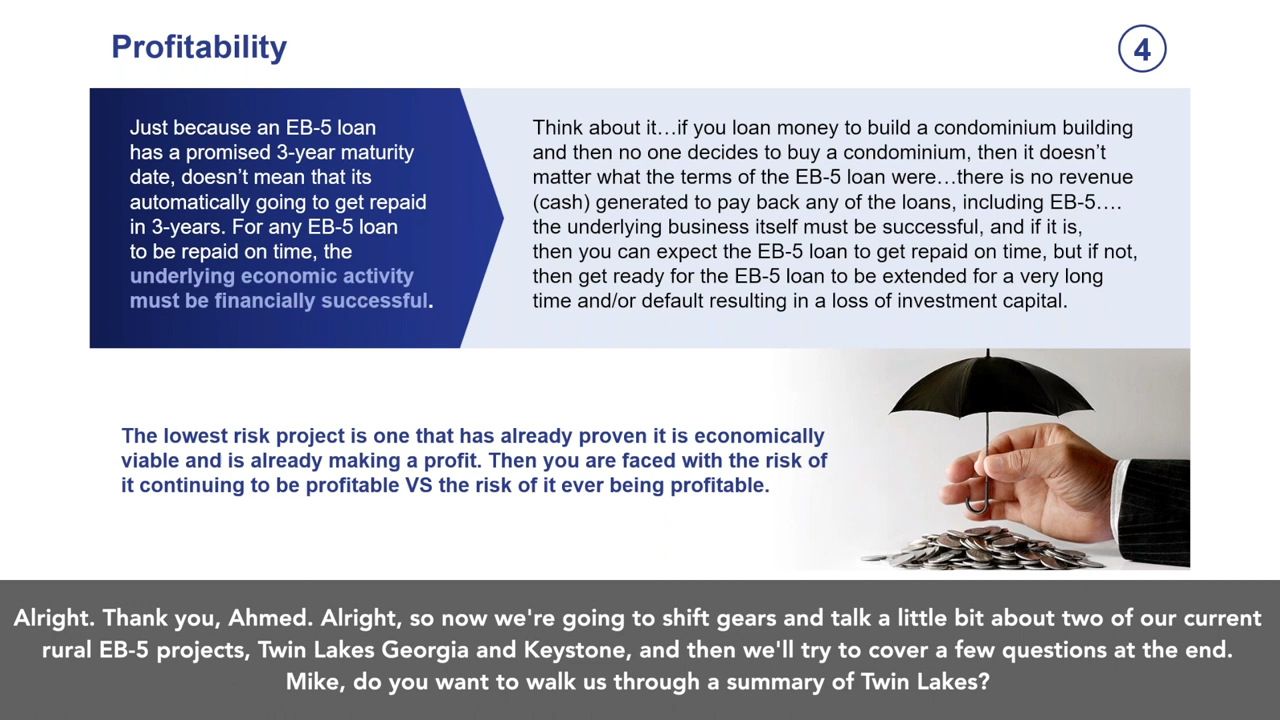 Profitability
4
Just because an EB-5 loan
has a promised 3-year maturity
date, doesn’t mean that its
automatically going to get repaid
in 3-years. For any EB-5 loan
to be repaid on time, the
underlying economic activity
must be financially successful.
Think about it…if you loan money to build a condominium building
and then no one decides to buy a condominium, then it doesn’t
matter what the terms of the EB-5 loan were…there is no revenue
(cash) generated to pay back any of the loans, including EB-5….
the underlying business itself must be successful, and if it is,
then you can expect the EB-5 loan to get repaid on time, but if not,
then get ready for the EB-5 loan to be extended for a very long
time and/or default resulting in a loss of investment capital.
The lowest risk project is one that has already proven it is economically
viable and is already making a profit. Then you are faced with the risk of
it continuing to be profitable VS the risk of it ever being profitable.
Alright. Thank you, Ahmed. Alright, so now we're going to shift gears and talk a little bit about two of our current
rural EB-5 projects, Twin Lakes Georgia and Keystone, and then we'll try to cover a few questions at the end.
Mike, do you want to walk us through a summary of Twin Lakes?